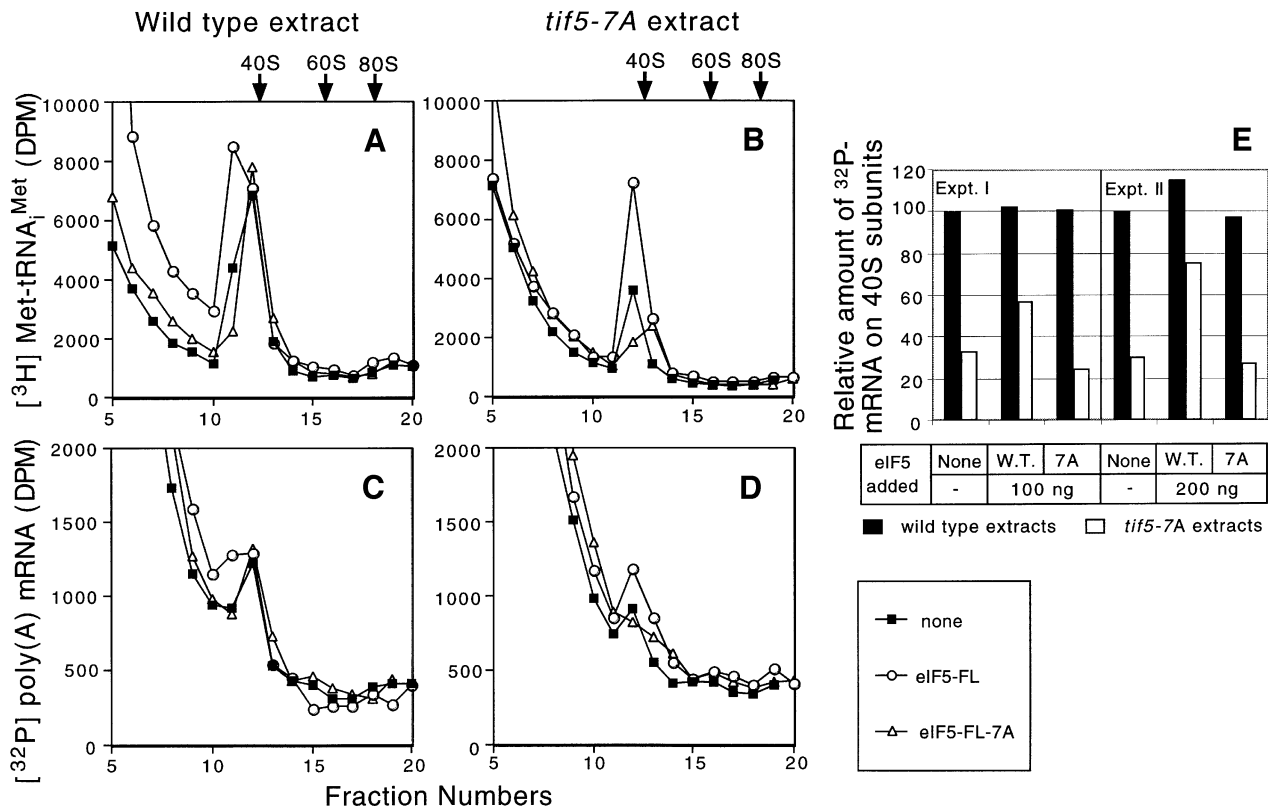 Wild type extract
tif5-7A extract
40S 60S 80S
40S 60S 80S
[³H] Met-tRNAᵢᴹᵉᵗ (DPM)
10000
8000
6000
4000
2000
0
5 10 15 20
A
10000
8000
6000
4000
2000
0
5 10 15 20
B
[³²P] poly(A) mRNA (DPM)
2000
1500
1000
500
0
5 10 15 20
C
2000
1500
1000
500
0
5 10 15 20
D
Fraction Numbers
E
Relative amount of ³²P-
mRNA on 40S subunits
120
100
80
60
40
20
0
Expt. I Expt. II
eIF5 added None W.T. 7A None W.T. 7A
- 100 ng - 200 ng
wild type extracts tif5-7A extracts
none
eIF5-FL
eIF5-FL-7A